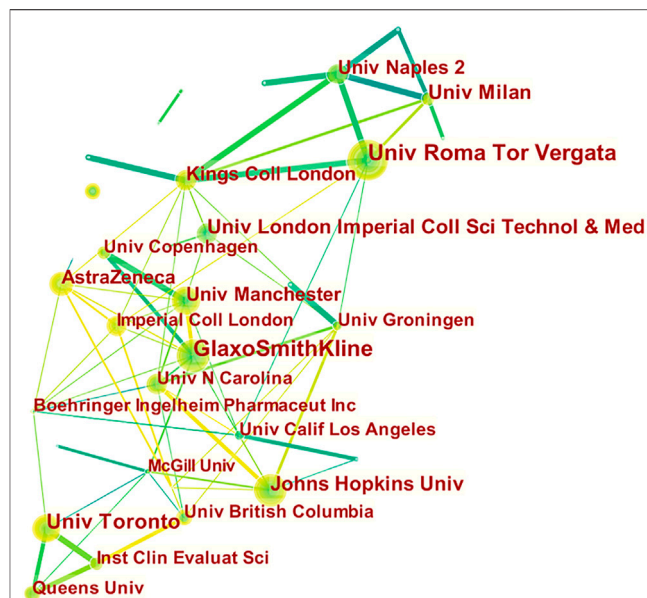 Univ Naples 2
Univ Milan
Univ Roma Tor Vergata
Kings Coll London
Univ London Imperial Coll Sci Technol & Med
Univ Copenhagen
AstraZeneca
Univ Manchester
Imperial Coll London
Univ Groningen
GlaxoSmithKline
Univ N Carolina
Boehringer Ingelheim Pharmaceut Inc
Univ Calif Los Angeles
McGill Univ
Johns Hopkins Univ
Univ British Columbia
Univ Toronto
Inst Clin Evaluat Sci
Queens Univ